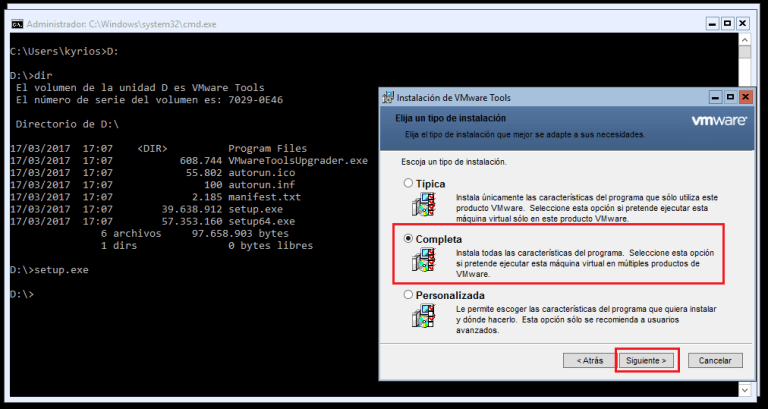 Administrador: C:\Windows\system32\cmd.exe
C:\Users\kyrios>D:
D:\>dir
El volumen de la unidad D es VMware Tools
El número de serie del volumen es: 7029-0E46
Directorio de D:\
17/03/2017  17:07    <DIR>          Program Files
17/03/2017  17:07           608.744 VMwareToolsUpgrader.exe
17/03/2017  17:07            55.802 autorun.ico
17/03/2017  17:07               100 autorun.inf
17/03/2017  17:07             2.185 manifest.txt
17/03/2017  17:07        39.638.912 setup.exe
17/03/2017  17:07        57.353.160 setup64.exe
6 archivos     97.658.903 bytes
1 dirs               0 bytes libres
D:\>setup.exe
D:\>
Instalación de VMware Tools
Elija un tipo de instalación
Elija el tipo de instalación que mejor se adapte a sus necesidades.
vmware
Escoja un tipo de instalación.
Típica
Instala únicamente las características del programa que sólo utiliza este
producto VMware. Seleccione esta opción si pretende ejecutar esta
máquina virtual sólo en este producto VMware.
Completa
Instala todas las características del programa. Seleccione esta opción
si pretende ejecutar esta máquina virtual en múltiples productos de
VMware.
Personalizada
Le permite escoger las características del programa que quiera instalar
y dónde hacerlo. Esta opción sólo se recomienda a usuarios
avanzados.
< Atrás
Siguiente >
Cancelar